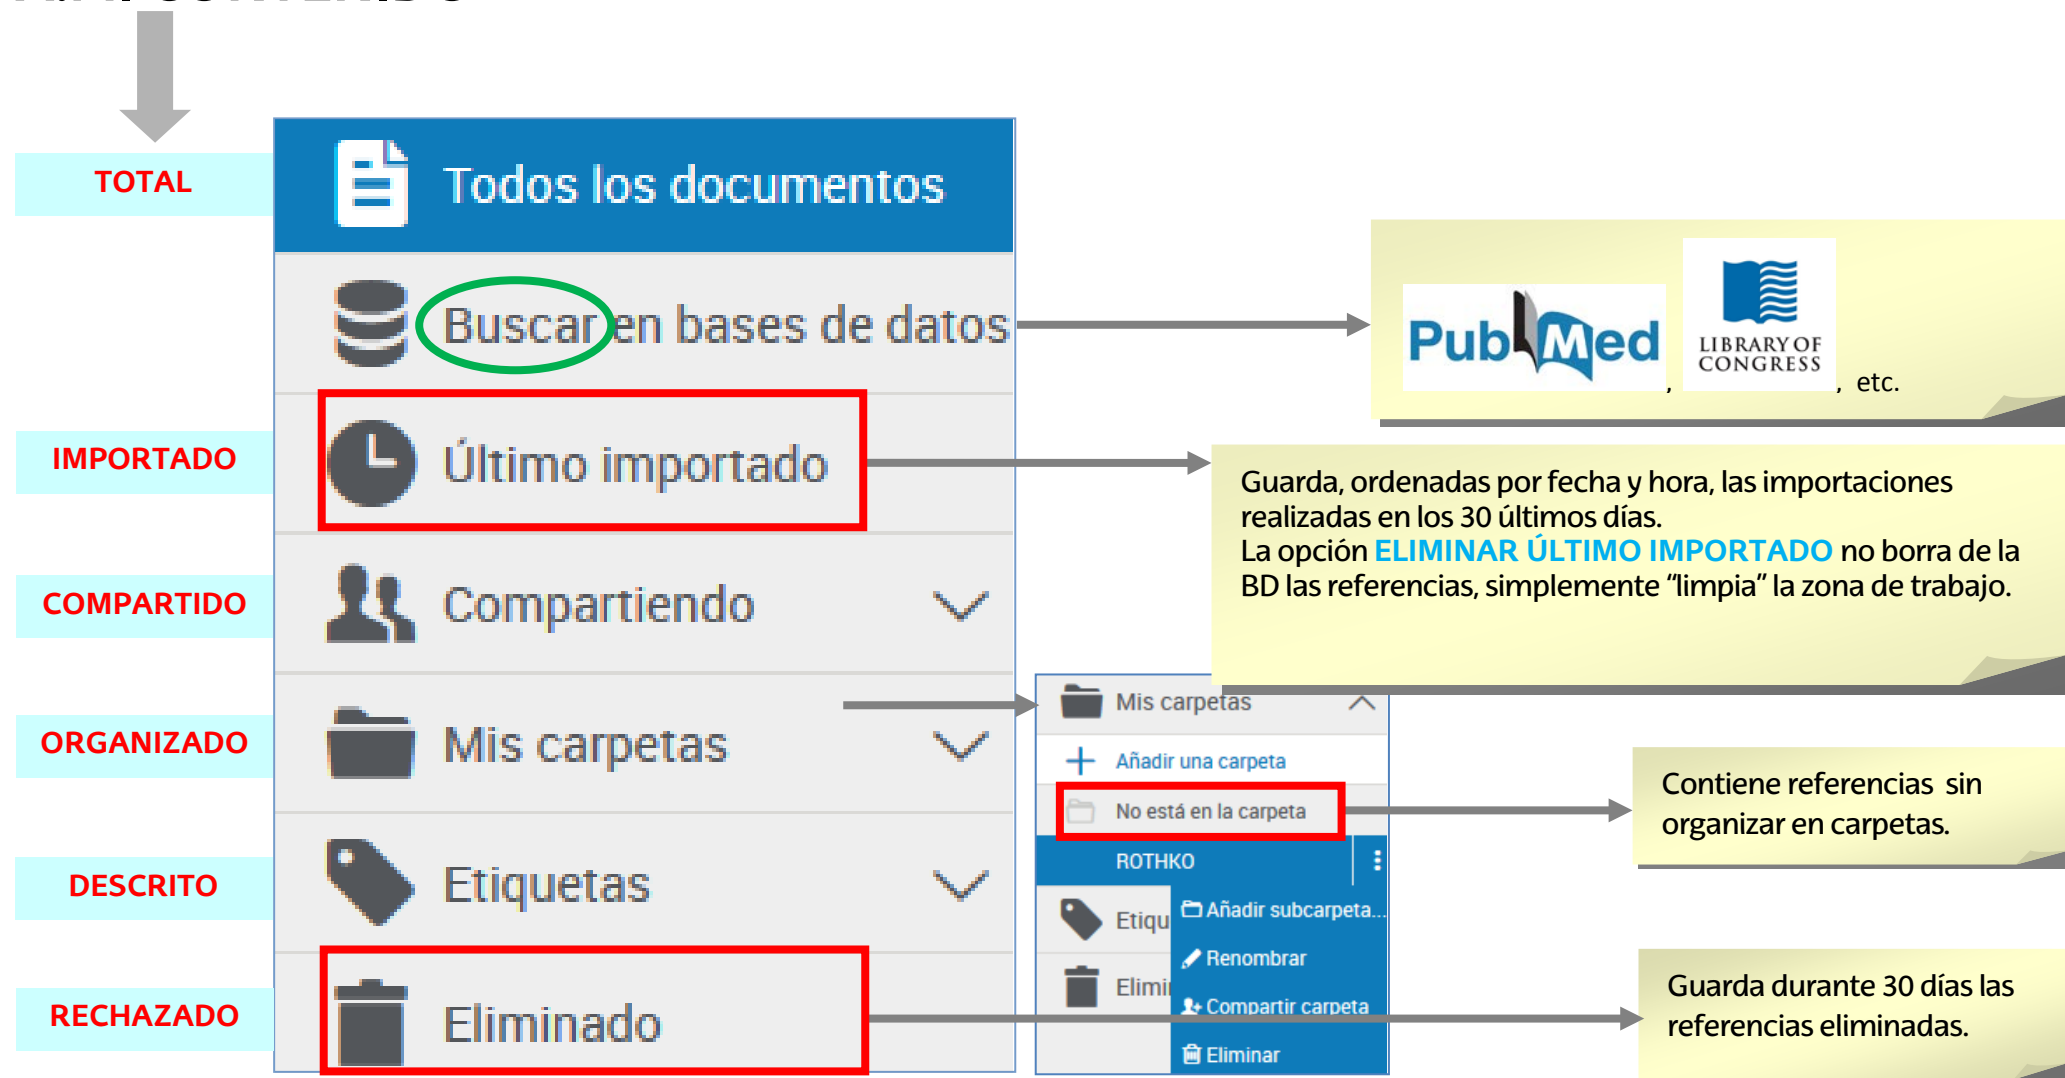 TOTAL
Todos los documentos
Buscar en bases de datos
PubMed
LIBRARY OF
CONGRESS
, , etc.
IMPORTADO
Último importado
Guarda, ordenadas por fecha y hora, las importaciones
realizadas en los 30 últimos días.
La opción ELIMINAR ÚLTIMO IMPORTADO no borra de la
BD las referencias, simplemente “limpia” la zona de trabajo.
COMPARTIDO
Compartiendo
ORGANIZADO
Mis carpetas
Mis carpetas
Añadir una carpeta
No está en la carpeta
ROTHKO
Añadir subcarpeta...
Renombrar
Compartir carpeta
Eliminar
Etiqu
Elimi
Contiene referencias sin
organizar en carpetas.
DESCRITO
Etiquetas
RECHAZADO
Eliminado
Guarda durante 30 días las
referencias eliminadas.